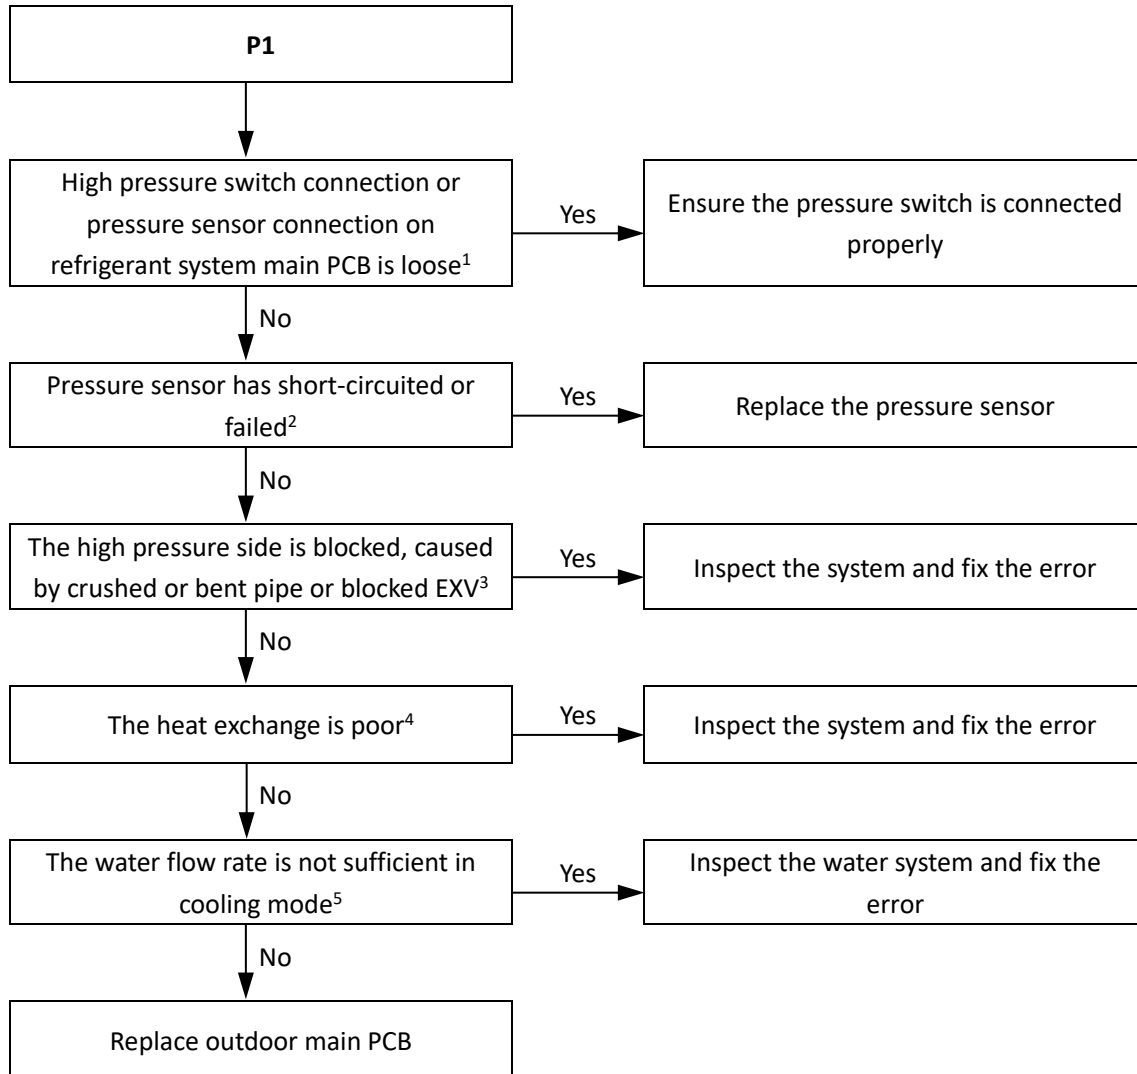 P1
High pressure switch connection or
pressure sensor connection on
refrigerant system main PCB is loose¹
Yes
Ensure the pressure switch is connected
properly
No
Pressure sensor has short-circuited or
failed²
Yes
Replace the pressure sensor
No
The high pressure side is blocked, caused
by crushed or bent pipe or blocked EXV³
Yes
Inspect the system and fix the error
No
The heat exchange is poor⁴
Yes
Inspect the system and fix the error
No
The water flow rate is not sufficient in
cooling mode⁵
Yes
Inspect the water system and fix the
error
No
Replace outdoor main PCB